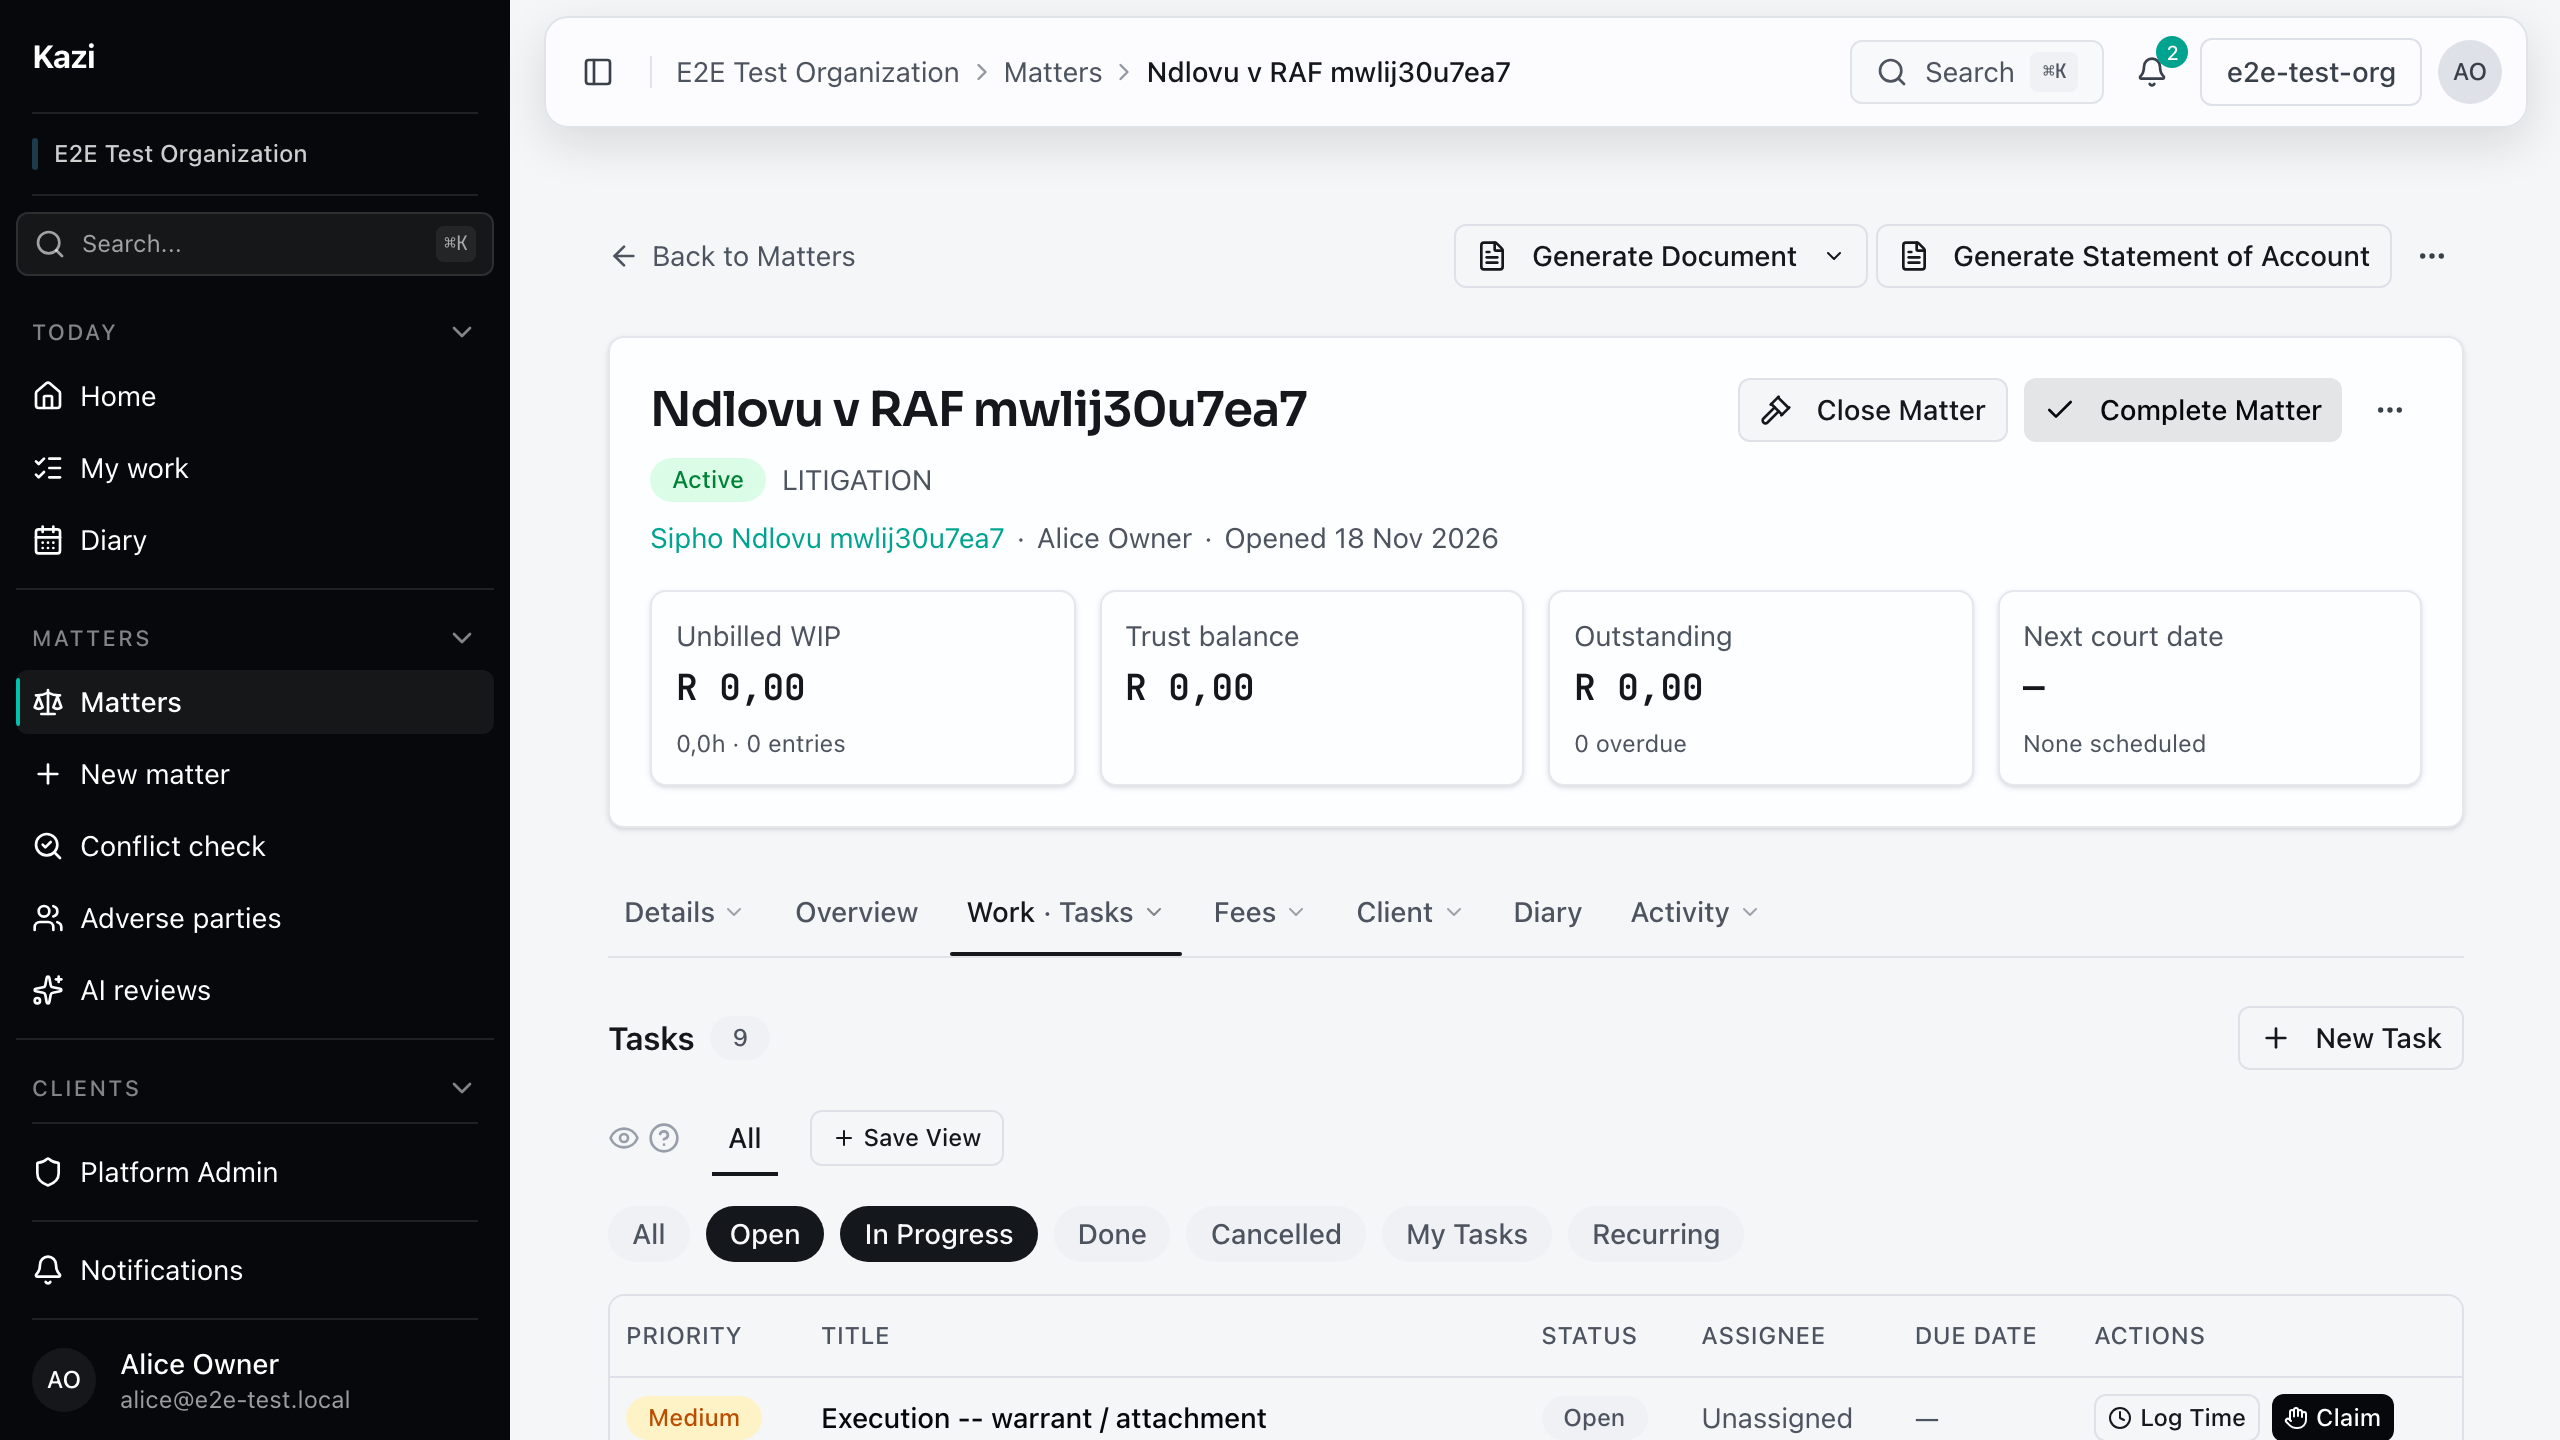 Kazi
E2E Test Organization
Search...
⌘K
TODAY
Home
My work
Diary
MATTERS
Matters
New matter
Conflict check
Adverse parties
AI reviews
CLIENTS
Platform Admin
Notifications
AO
Alice Owner
alice@e2e-test.local
E2E Test Organization
Matters
Ndlovu v RAF mwlij30u7ea7
Search
⌘K
2
e2e-test-org
AO
Back to Matters
Generate Document
Generate Statement of Account
Ndlovu v RAF mwlij30u7ea7
Close Matter
Complete Matter
Active
LITIGATION
Sipho Ndlovu mwlij30u7ea7 · Alice Owner · Opened 18 Nov 2026
Unbilled WIP
R 0,00
0,0h · 0 entries
Trust balance
R 0,00
Outstanding
R 0,00
0 overdue
Next court date
–
None scheduled
Details
Overview
Work · Tasks
Fees
Client
Diary
Activity
Tasks
9
New Task
All
+ Save View
All
Open
In Progress
Done
Cancelled
My Tasks
Recurring
PRIORITY
TITLE
STATUS
ASSIGNEE
DUE DATE
ACTIONS
Medium
Execution -- warrant / attachment
Open
Unassigned
—
Log Time
Claim